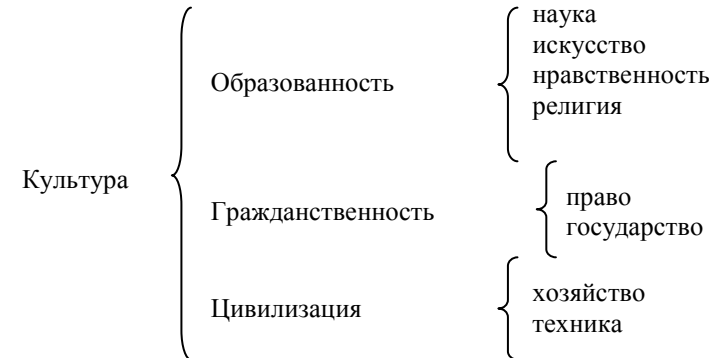 наука
искусство
нравственность
религия
Образованность
Культура
Гражданственность
право
государство
Цивилизация
хозяйство
техника